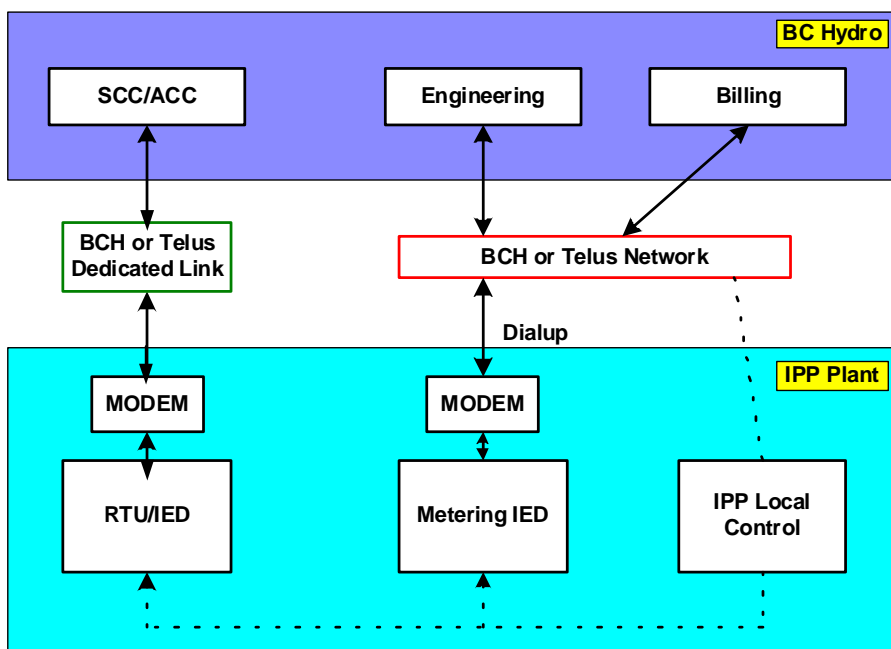 BC Hydro
SCC/ACC
Engineering
Billing
BCH or Telus
Dedicated Link
BCH or Telus Network
Dialup
IPP Plant
MODEM
MODEM
RTU/IED
Metering IED
IPP Local
Control